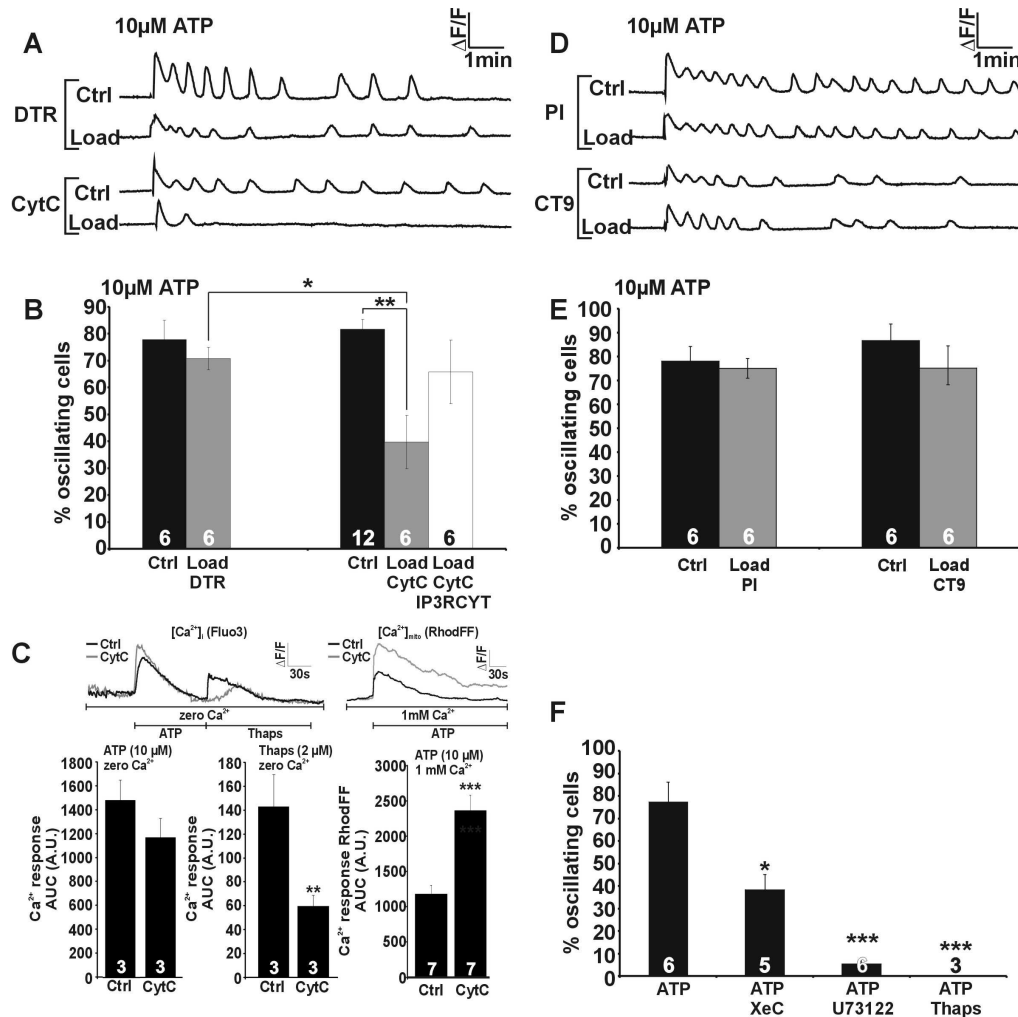 A
10µM ATP
ΔF/F
1min
DTR
Ctrl
Load
CytC
Ctrl
Load
D
10µM ATP
ΔF/F
1min
PI
Ctrl
Load
CT9
Ctrl
Load
B
10µM ATP
% oscillating cells
90
80
70
60
50
40
30
20
10
0
*
**
6
6
12
6
6
Ctrl
Load
DTR
Ctrl
Load
CytC
Load
CytC
IP3RCYT
E
10µM ATP
% oscillating cells
100
90
80
70
60
50
40
30
20
10
0
6
6
6
6
Ctrl
Load
PI
Ctrl
Load
CT9
C
Ctrl
CytC
[Ca²⁺]i (Fluo3)
ΔF/F
30s
zero Ca²⁺
ATP
Thaps
Ctrl
CytC
[Ca²⁺]mito (RhodFF)
ΔF/F
30s
1mM Ca²⁺
ATP
ATP (10 µM)
zero Ca²⁺
Ca²⁺ response
AUC (A.U.)
1800
1600
1400
1200
1000
800
600
400
200
0
3
3
Ctrl
CytC
Thaps (2 µM)
zero Ca²⁺
Ca²⁺ response
AUC (A.U.)
180
160
140
120
100
80
60
40
20
0
**
3
3
Ctrl
CytC
ATP (10 µM)
1 mM Ca²⁺
Ca²⁺ response RhodFF
AUC (A.U.)
3000
2500
2000
1500
1000
500
0
***
***
7
7
Ctrl
CytC
F
% oscillating cells
100
90
80
70
60
50
40
30
20
10
0
*
***
***
6
5
6
3
ATP
ATP
XeC
ATP
U73122
ATP
Thaps